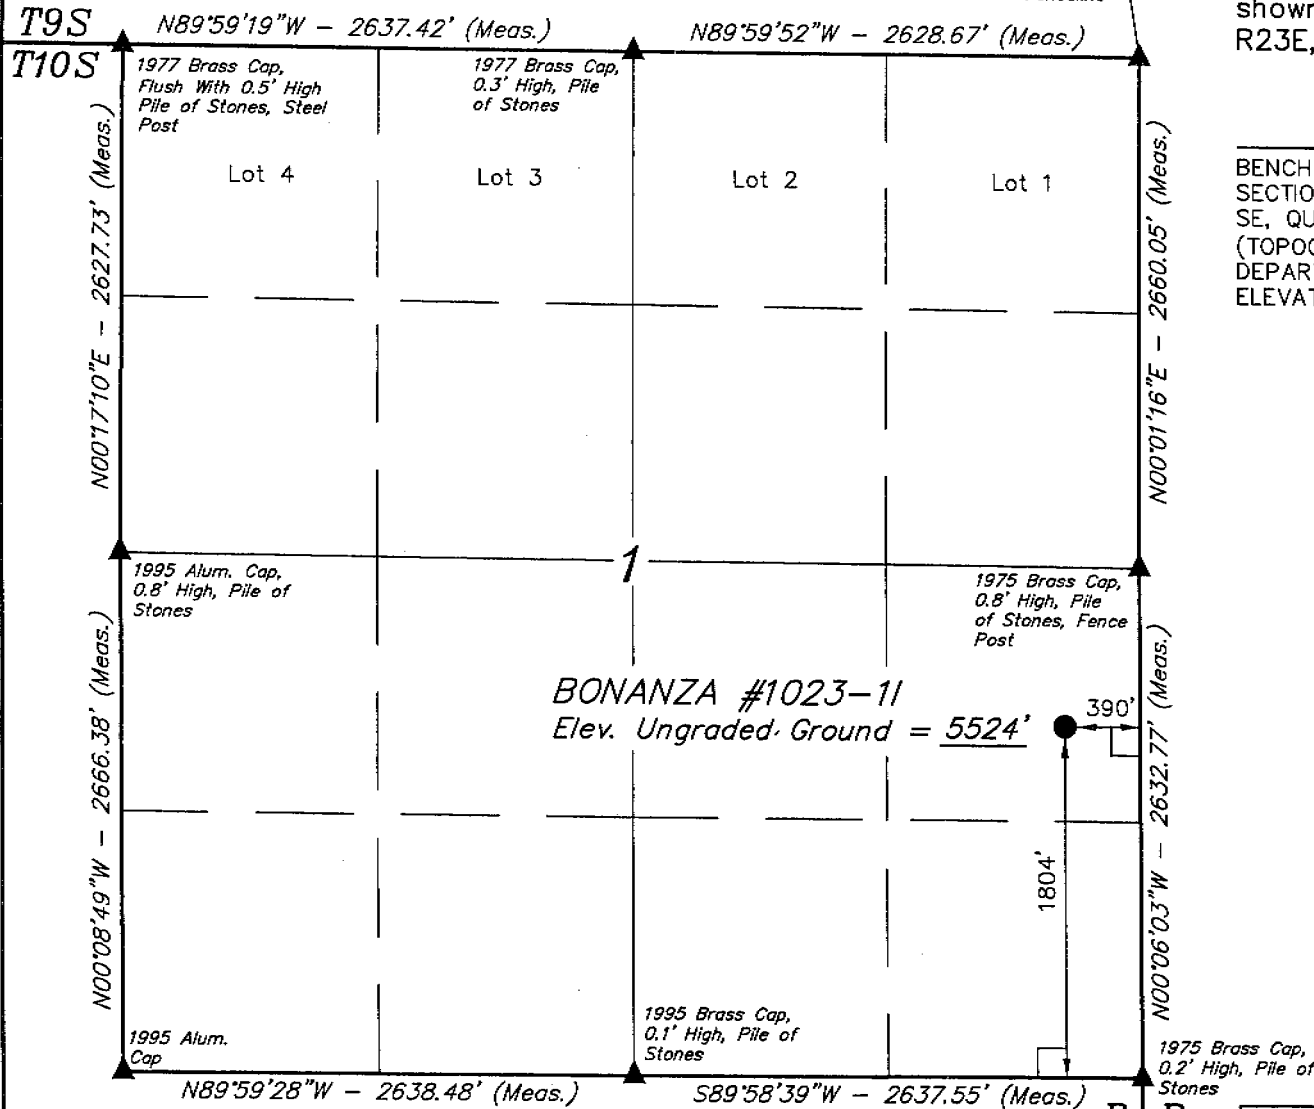 T9S
T10S
N89°59'19"W – 2637.42' (Meas.)
N89°59'52"W – 2628.67' (Meas.)
shown
R23E,
1977 Brass Cap,
Flush With 0.5' High
Pile of Stones, Steel
Post
1977 Brass Cap,
0.3' High, Pile
of Stones
Lot 4
Lot 3
Lot 2
Lot 1
N00°17'10"E – 2627.73' (Meas.)
N00°01'16"E – 2660.05' (Meas.)
BENCH
SECTIO
SE, QU
(TOPOG
DEPAR
ELEVAT
1
1995 Alum. Cap,
0.8' High, Pile of
Stones
1975 Brass Cap,
0.8' High, Pile
of Stones, Fence
Post
BONANZA #1023–1I
Elev. Ungraded Ground = 5524'
390'
1804'
N00°08'49"W – 2666.38' (Meas.)
N00°06'03"W – 2632.77' (Meas.)
1995 Alum.
Cap
1995 Brass Cap,
0.1' High, Pile of
Stones
1975 Brass Cap,
0.2' High, Pile of
Stones
N89°59'28"W – 2638.48' (Meas.)
S89°58'39"W – 2637.55' (Meas.)